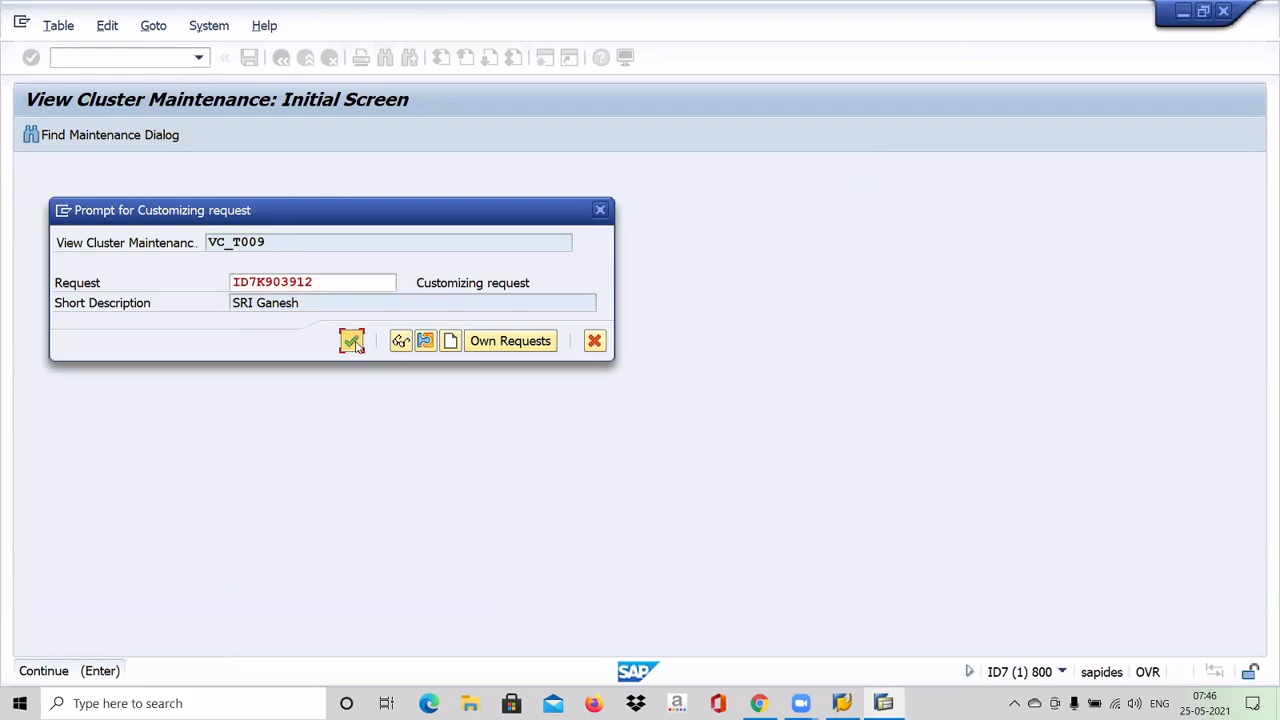 Table Edit Goto System Help
View Cluster Maintenance: Initial Screen
Find Maintenance Dialog
Prompt for Customizing request
View Cluster Maintenanc.. VC_T009
Request ID7K903912 Customizing request
Short Description SRI Ganesh
Own Requests
Continue (Enter) SAP ID7 (1) 800 sapides OVR
Type here to search ENG 07:46
25-05-2021